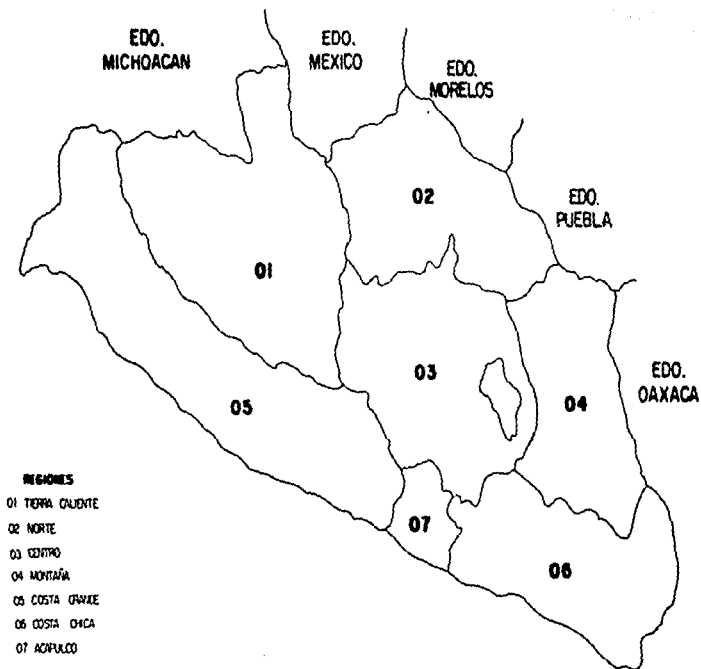 EDO.
MICHOACAN
EDO.
MEXICO
EDO.
MORELOS
02
EDO.
PUEBLA
01
03
EDO.
OAXACA
04
05
REGIONES
01 TIERRA CALIENTE
02 NORTE
03 CENTRO
04 MONTAÑA
05 COSTA GRANDE
06 COSTA CHICA
07 ACAPULCO
07
06